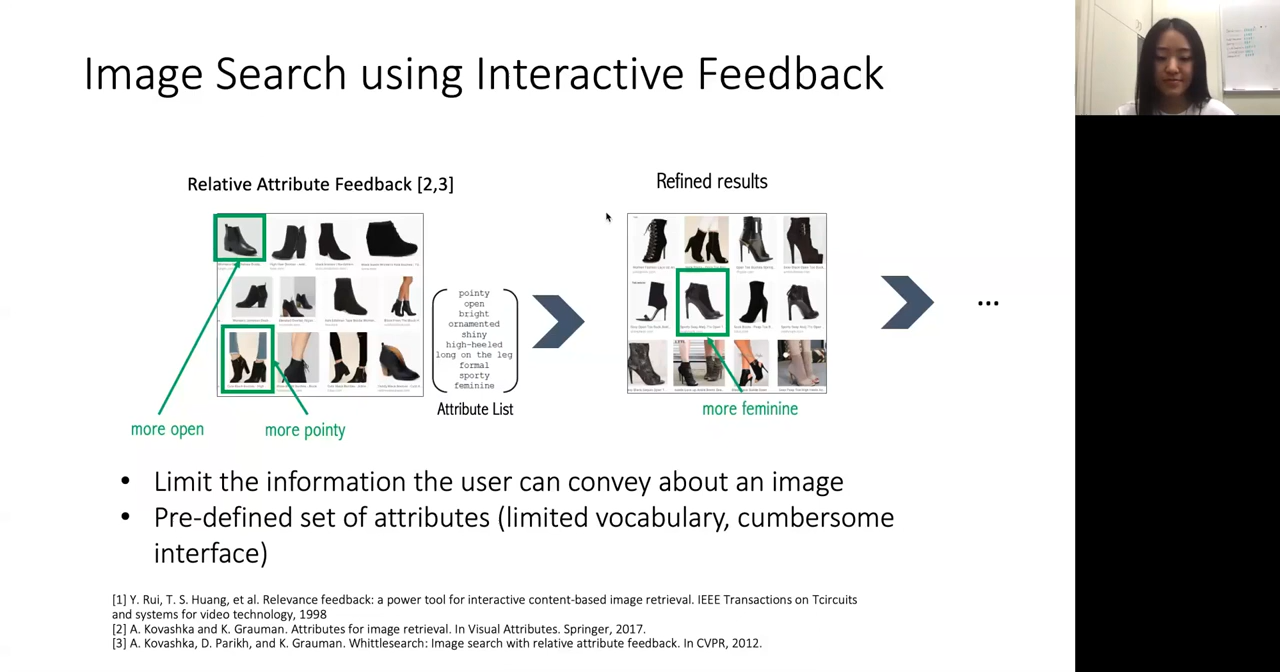 Image Search using Interactive Feedback
Relative Attribute Feedback [2,3]
Refined results
pointy
open
bright
ornamented
shiny
high-heeled
long on the leg
formal
sporty
feminine
Attribute List
more open
more pointy
more feminine
...
• Limit the information the user can convey about an image
• Pre-defined set of attributes (limited vocabulary, cumbersome
interface)
[1] Y. Rui, T. S. Huang, et al. Relevance feedback: a power tool for interactive content-based image retrieval. IEEE Transactions on Tcircuits
and systems for video technology, 1998
[2] A. Kovashka and K. Grauman. Attributes for image retrieval. In Visual Attributes. Springer, 2017.
[3] A. Kovashka, D. Parikh, and K. Grauman. Whittlesearch: Image search with relative attribute feedback. In CVPR, 2012.